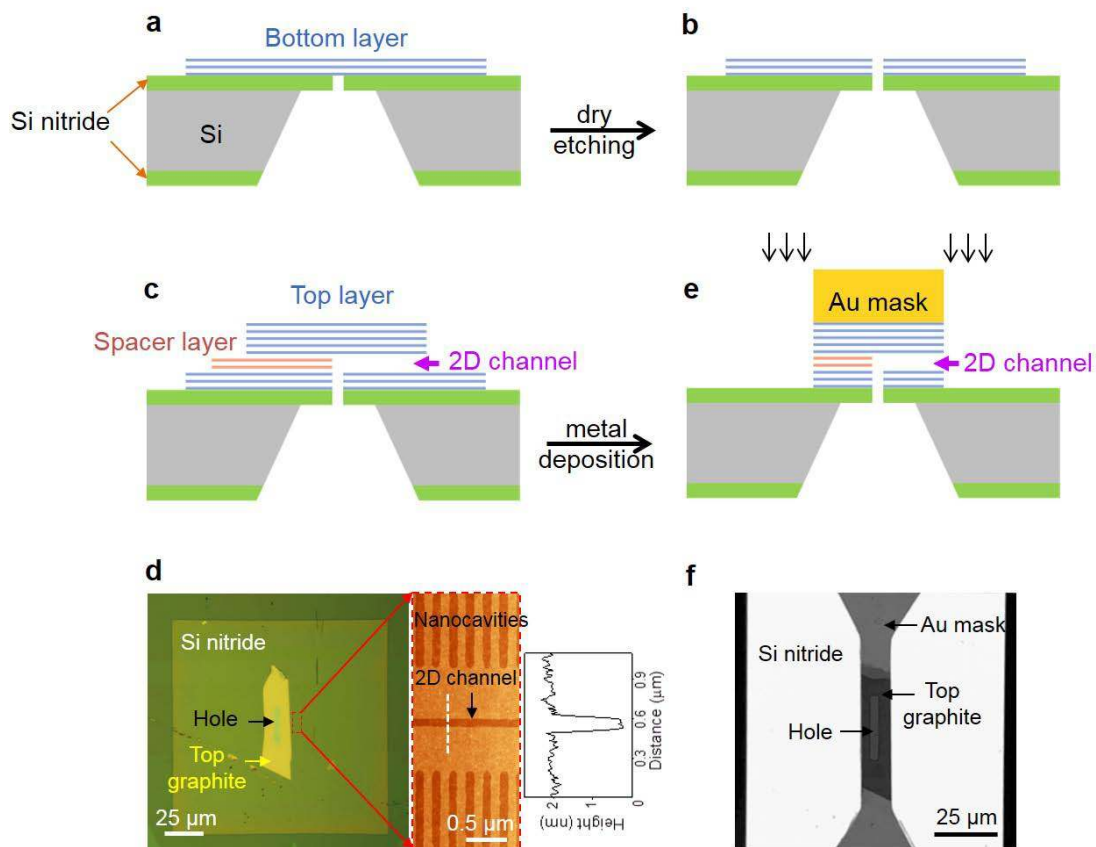 a
Bottom layer
Si nitride
Si
dry
etching
b
c
Top layer
Spacer layer
2D channel
metal
deposition
e
Au mask
2D channel
d
Si nitride
Hole
Top
graphite
25 µm
Nanocavities
2D channel
0.5 µm
0.9
0.6
0.3
0
Distance (µm)
2
1
0
Height (nm)
f
Au mask
Si nitride
Top
graphite
Hole
25 µm